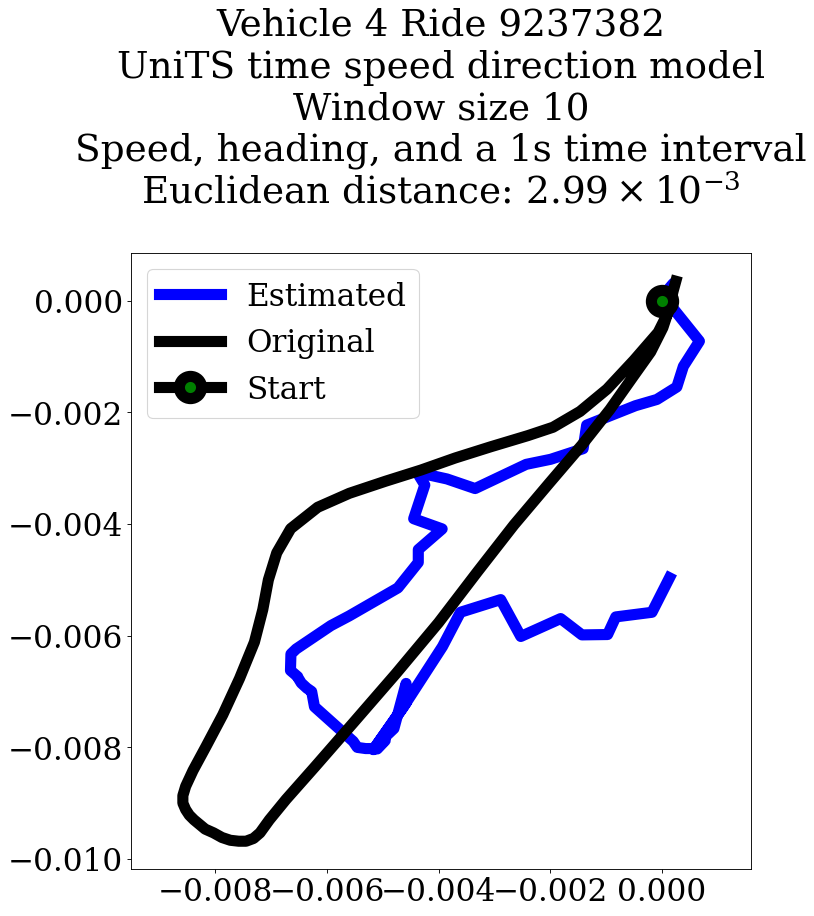 Vehicle 4 Ride 9237382
UniTS time speed direction model
Window size 10
Speed, heading, and a 1s time interval
Euclidean distance: 2.99 × 10⁻³
Estimated
Original
Start
0.000
−0.002
−0.004
−0.006
−0.008
−0.010
−0.008 −0.006 −0.004 −0.002 0.000